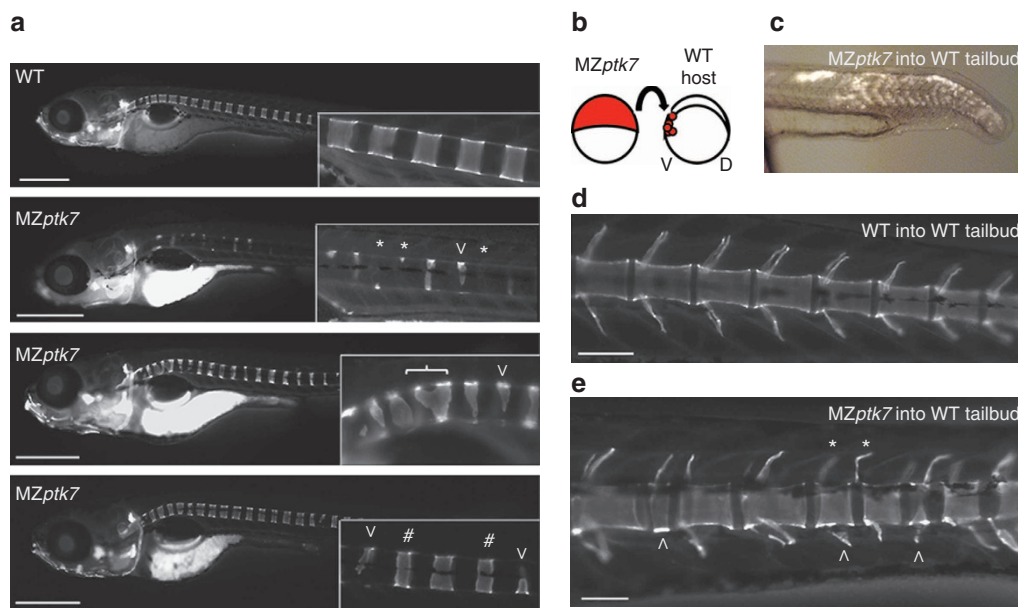 a
WT
MZptk7
* * V *
MZptk7
V
MZptk7
V # # V
b
MZptk7
WT
host
V D
c
MZptk7 into WT tailbud
d
WT into WT tailbud
e
MZptk7 into WT tailbud
* *
^ ^ ^